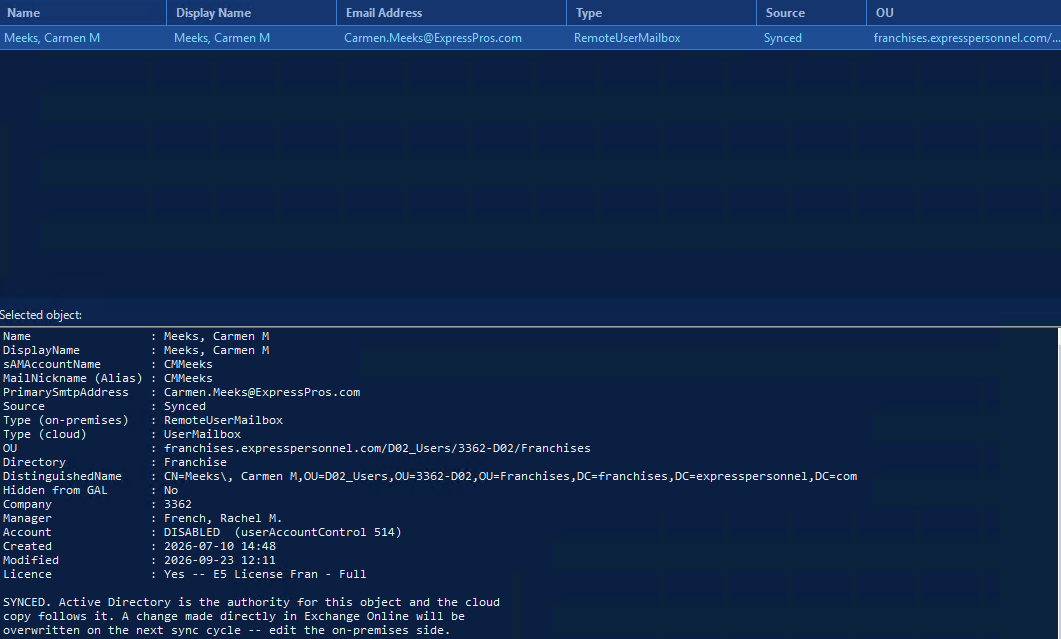 Name Display Name Email Address Type Source OU
Meeks, Carmen M Meeks, Carmen M Carmen.Meeks@ExpressPros.com RemoteUserMailbox Synced franchises.expresspersonnel.com/...
Selected object:
Name : Meeks, Carmen M
DisplayName : Meeks, Carmen M
sAMAccountName : CMMeeks
MailNickname (Alias) : CMMeeks
PrimarySmtpAddress : Carmen.Meeks@ExpressPros.com
Source : Synced
Type (on-premises) : RemoteUserMailbox
Type (cloud) : UserMailbox
OU : franchises.expresspersonnel.com/D02_Users/3362-D02/Franchises
Directory : Franchise
DistinguishedName : CN=Meeks\, Carmen M,OU=D02_Users,OU=3362-D02,OU=Franchises,DC=franchises,DC=expresspersonnel,DC=com
Hidden from GAL : No
Company : 3362
Manager : French, Rachel M.
Account : DISABLED (userAccountControl 514)
Created : 2026-07-10 14:48
Modified : 2026-09-23 12:11
Licence : Yes -- E5 License Fran - Full
SYNCED. Active Directory is the authority for this object and the cloud
copy follows it. A change made directly in Exchange Online will be
overwritten on the next sync cycle -- edit the on-premises side.